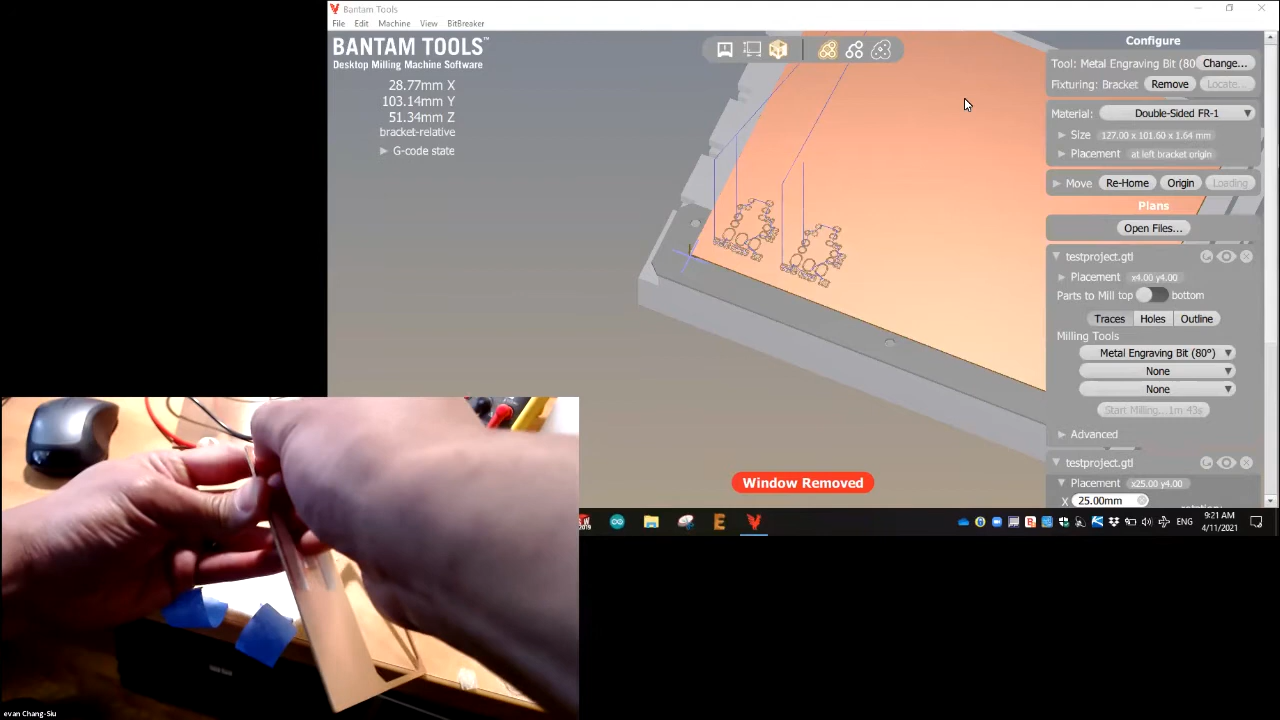 Bantam Tools
File Edit Machine View BitBreaker
BANTAM TOOLS™
Desktop Milling Machine Software
28.77mm X
103.14mm Y
51.34mm Z
bracket-relative
G-code state
Configure
Tool: Metal Engraving Bit (80 Change...
Fixturing: Bracket Remove Locate...
Material: Double-Sided FR-1
Size 127.00 x 101.60 x 1.64 mm
Placement at left bracket origin
Move Re-Home Origin Loading
Plans
Open Files...
testproject.gtl
Placement x4.00 y4.00
Parts to Mill top bottom
Traces Holes Outline
Milling Tools
Metal Engraving Bit (80°)
None
None
Start Milling...1m 43s
Advanced
testproject.gtl
Placement x25.00 y4.00
X 25.00mm
Window Removed
ENG
9:21 AM
4/11/2021
evan Chang-Siu